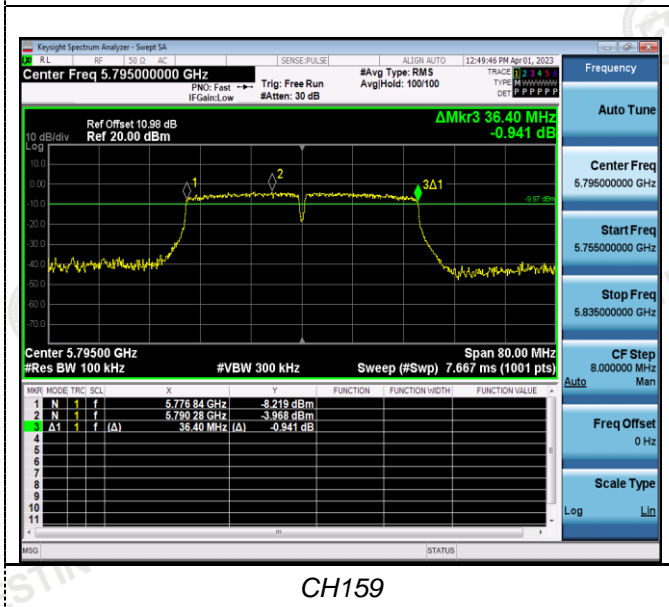 Keysight Spectrum Analyzer - Swept SA
RL RF 50 Ω AC SENSE:PULSE ALIGN AUTO 12:49:46 PM Apr 01, 2023
Center Freq 5.795000000 GHz #Avg Type: RMS TRACE 1 2 3 4 5 6
PNO: Fast Trig: Free Run Avg|Hold: 100/100 TYPE M
IFGain:Low #Atten: 30 dB DET P P P P P P
Frequency
Auto Tune
Center Freq
5.795000000 GHz
Start Freq
5.755000000 GHz
Stop Freq
5.835000000 GHz
CF Step
8.000000 MHz
Auto Man
Freq Offset
0 Hz
Scale Type
Log Lin
ΔMkr3 36.40 MHz
-0.941 dB
Ref Offset 10.98 dB
10 dB/div Ref 20.00 dBm
Log
10.0
0.00
-10.0
-20.0
-30.0
-40.0
-50.0
-60.0
-70.0
1
2
3Δ1
-9.97 dBm
Center 5.79500 GHz Span 80.00 MHz
#Res BW 100 kHz #VBW 300 kHz Sweep (#Swp) 7.667 ms (1001 pts)
MKR MODE TRC SCL X Y FUNCTION FUNCTION WIDTH FUNCTION VALUE
1 N 1 f 5.776 84 GHz -8.219 dBm
2 N 1 f 5.790 28 GHz -3.968 dBm
3 Δ1 1 f (Δ) 36.40 MHz (Δ) -0.941 dB
4
5
6
7
8
9
10
11
MSG STATUS
STIN
CH159